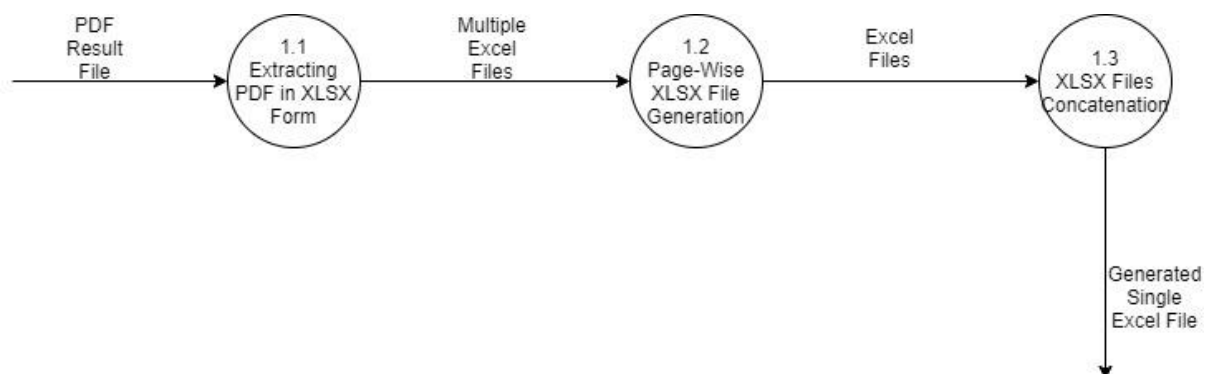 PDF
Result
File
1.1
Extracting
PDF in XLSX
Form
Multiple
Excel
Files
1.2
Page-Wise
XLSX File
Generation
Excel
Files
1.3
XLSX Files
Concatenation
Generated
Single
Excel File